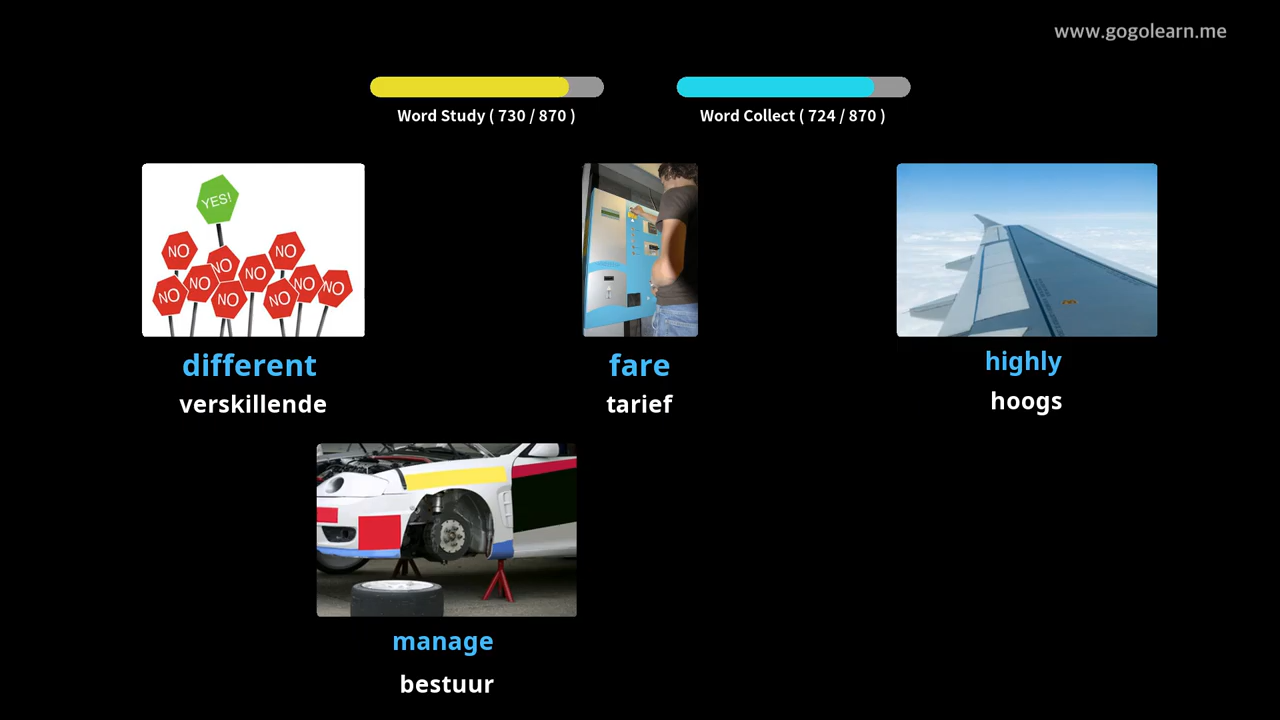 www.gogolearn.me
Word Study ( 730 / 870 )
Word Collect ( 724 / 870 )
YES!
NO
NO
NO
NO
NO
NO
NO
NO
NO
NO
different
verskillende
fare
tarief
highly
hoogs
manage
bestuur